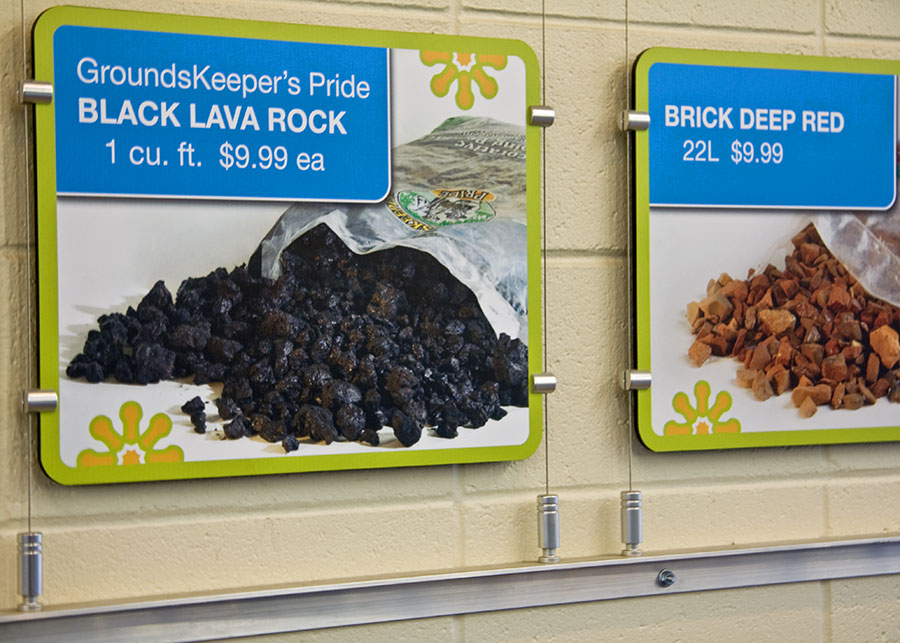 GroundsKeeper's Pride
BLACK LAVA ROCK
1 cu. ft. $9.99 ea
BRICK DEEP RED
22L $9.99